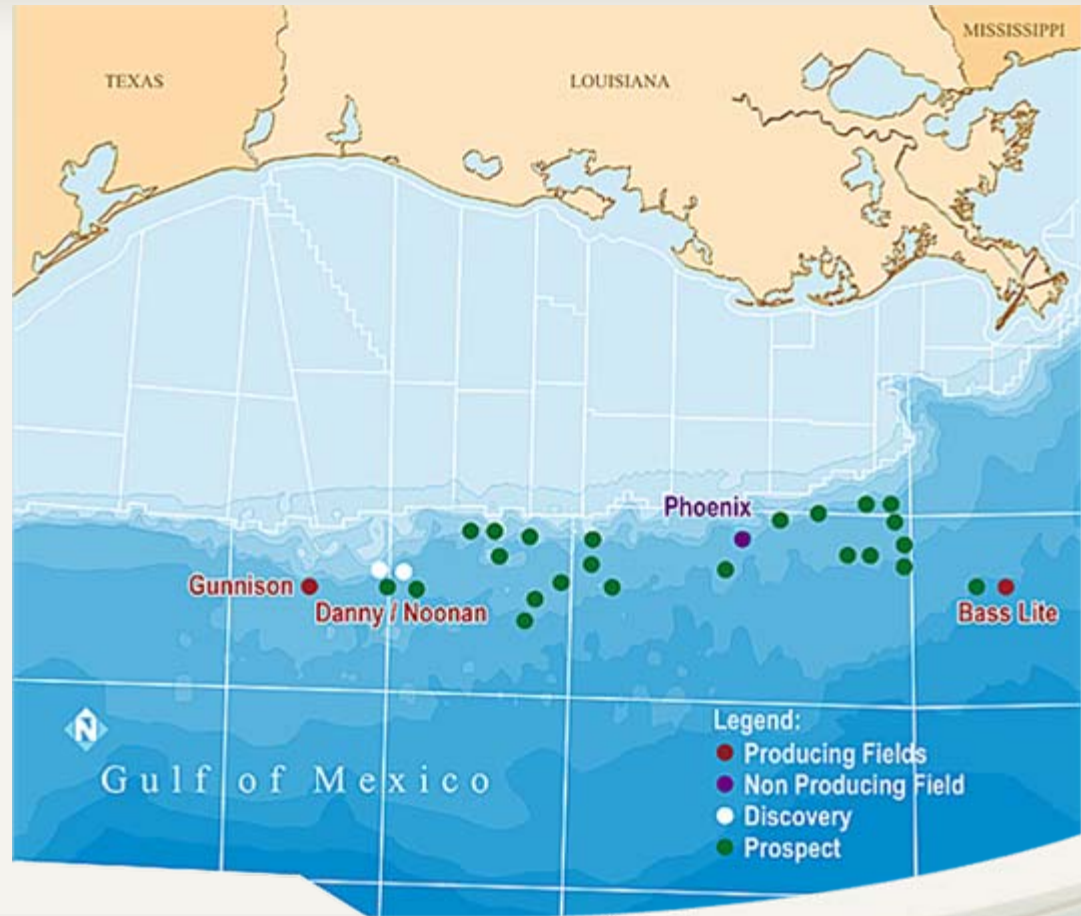 MISSISSIPPI
TEXAS
LOUISIANA
Phoenix
Gunnison
Danny / Noonan
Bass Lite
N
Gulf of Mexico
Legend:
Producing Fields
Non Producing Field
Discovery
Prospect